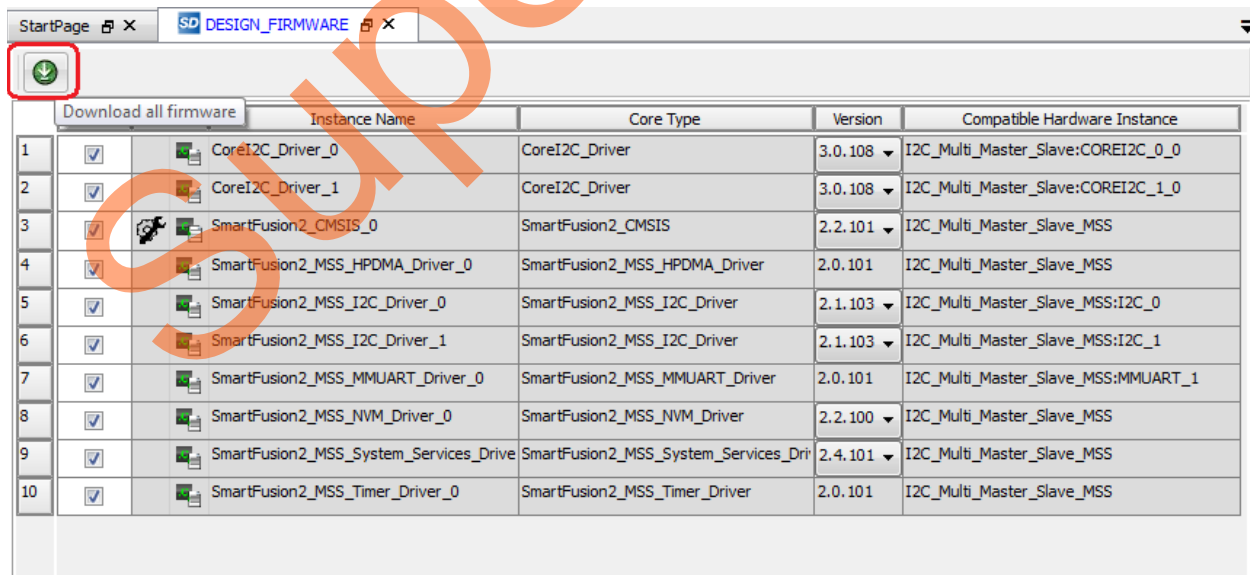 StartPage
SD DESIGN_FIRMWARE
Download all firmware
Instance Name Core Type Version Compatible Hardware Instance
1 CoreI2C_Driver_0 CoreI2C_Driver 3.0.108 I2C_Multi_Master_Slave:COREI2C_0_0
2 CoreI2C_Driver_1 CoreI2C_Driver 3.0.108 I2C_Multi_Master_Slave:COREI2C_1_0
3 SmartFusion2_CMSIS_0 SmartFusion2_CMSIS 2.2.101 I2C_Multi_Master_Slave_MSS
4 SmartFusion2_MSS_HPDMA_Driver_0 SmartFusion2_MSS_HPDMA_Driver 2.0.101 I2C_Multi_Master_Slave_MSS
5 SmartFusion2_MSS_I2C_Driver_0 SmartFusion2_MSS_I2C_Driver 2.1.103 I2C_Multi_Master_Slave_MSS:I2C_0
6 SmartFusion2_MSS_I2C_Driver_1 SmartFusion2_MSS_I2C_Driver 2.1.103 I2C_Multi_Master_Slave_MSS:I2C_1
7 SmartFusion2_MSS_MMUART_Driver_0 SmartFusion2_MSS_MMUART_Driver 2.0.101 I2C_Multi_Master_Slave_MSS:MMUART_1
8 SmartFusion2_MSS_NVM_Driver_0 SmartFusion2_MSS_NVM_Driver 2.2.100 I2C_Multi_Master_Slave_MSS
9 SmartFusion2_MSS_System_Services_Drive SmartFusion2_MSS_System_Services_Dri 2.4.101 I2C_Multi_Master_Slave_MSS
10 SmartFusion2_MSS_Timer_Driver_0 SmartFusion2_MSS_Timer_Driver 2.0.101 I2C_Multi_Master_Slave_MSS
Sup